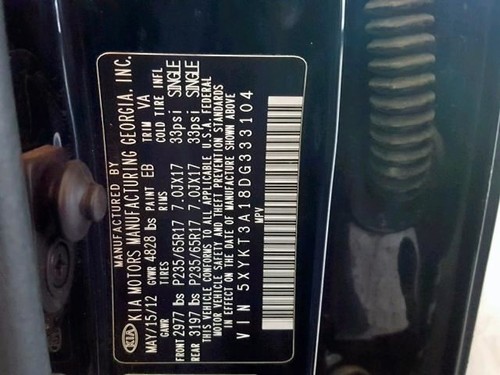 MANUFACTURED BY
KIA KIA MOTORS MANUFACTURING GEORGIA, INC.
MAY/15/12 GVWR 4828 lbs PAINT EB TRIM VA
GAWR TIRES RIMS COLD TIRE INFL
FRONT 2977 lbs P235/65R17 7.0JX17 33psi SINGLE
REAR 3197 lbs P235/65R17 7.0JX17 33psi SINGLE
THIS VEHICLE CONFORMS TO ALL APPLICABLE U.S.A. FEDERAL
MOTOR VEHICLE SAFETY AND THEFT PREVENTION STANDARDS
IN EFFECT ON THE DATE OF MANUFACTURE SHOWN ABOVE
VIN 5XYKT3A18DG333104
MPV